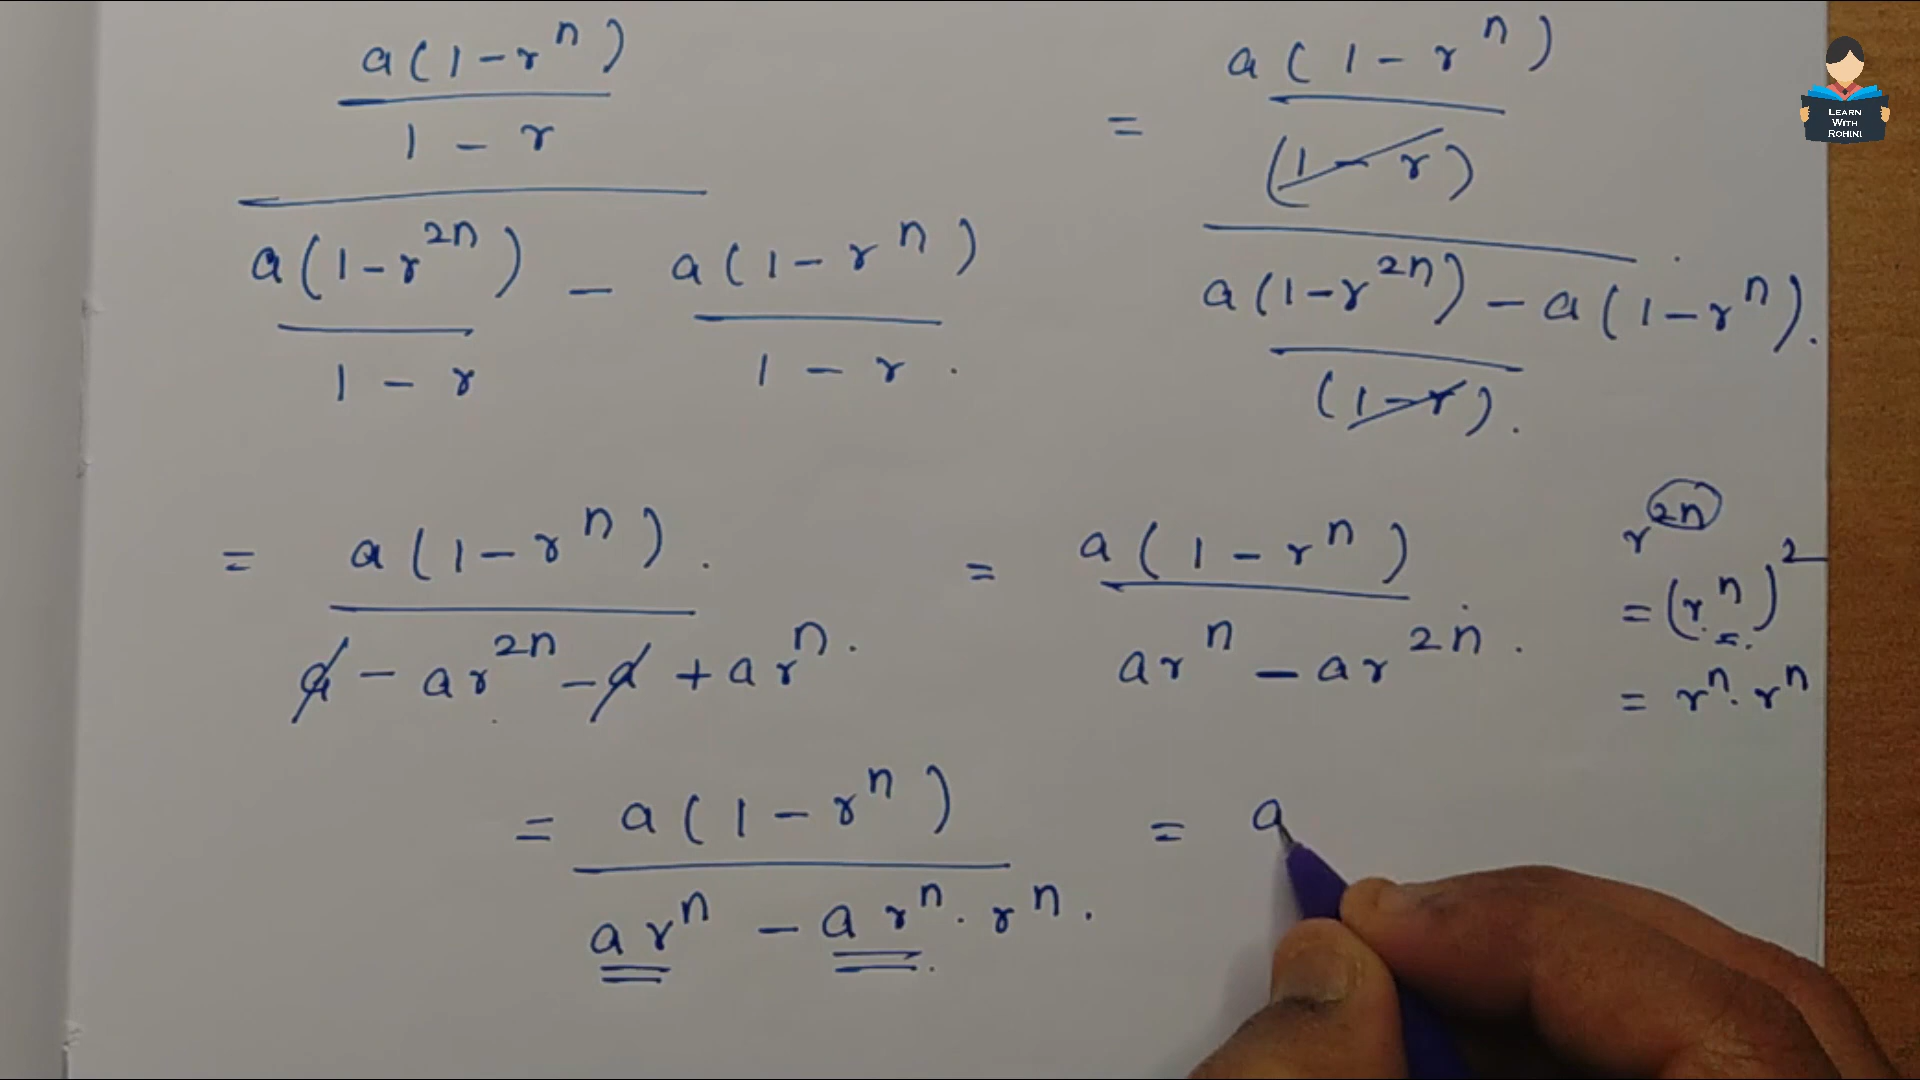 a(1-r^n) / 1 - r
a(1-r^2n) / 1 - r - a(1-r^n) / 1 - r .
= a(1-r^n) / (1-r)
a(1-r^2n) - a(1-r^n). / (1-r).
= a(1-r^n). / a - ar^2n - a + ar^n.
= a(1-r^n) / ar^n - ar^2n.
r^2n
= (r^n)^2
= r^n . r^n
= a(1-r^n) / ar^n - ar^n . r^n.
= a
LEARN
WITH
ROHINI